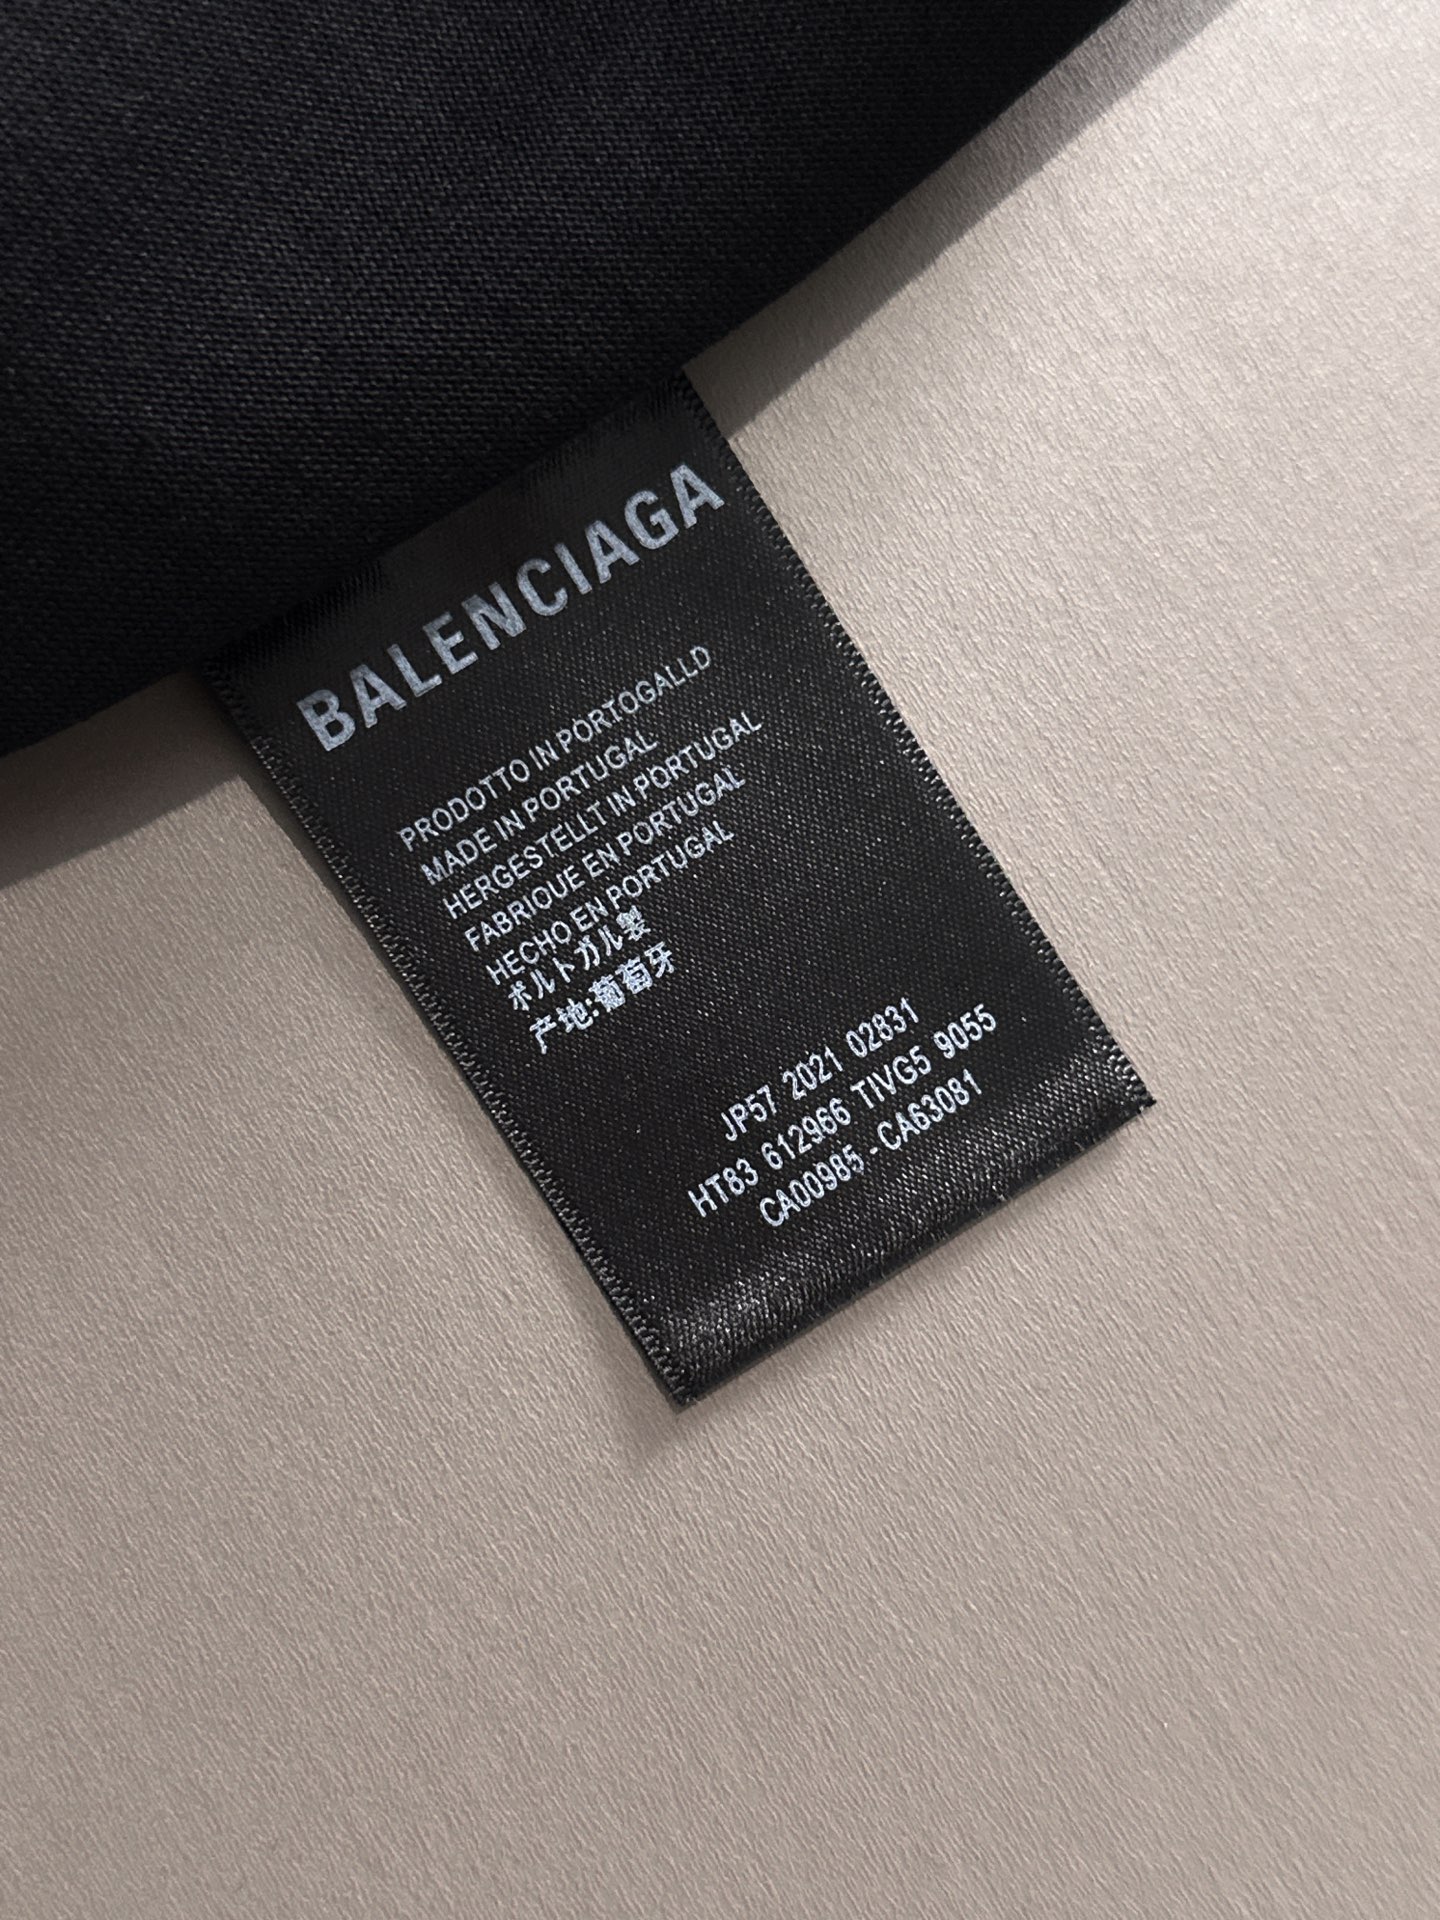 BALENCIAGA
PRODOTTO IN PORTOGALLD
MADE IN PORTUGAL
HERGESTELLT IN PORTUGAL
FABRIQUE EN PORTUGAL
HECHO EN PORTUGAL
ポルトガル製
产地:葡萄牙
JP57 2021 02831
HT83 612966 TIVG5 9055
CA00985 - CA63081